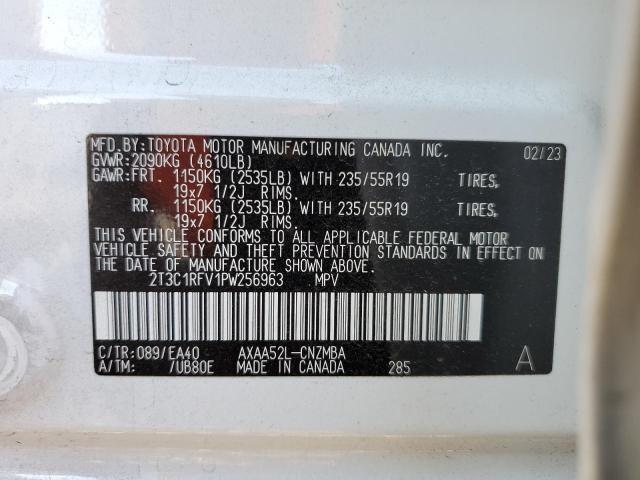 MFD.BY:TOYOTA MOTOR MANUFACTURING CANADA INC. 02/23
GVWR:2090KG (4610LB)
GAWR:FRT. 1150KG (2535LB) WITH 235/55R19 TIRES,
19x7 1/2J RIMS.
RR. 1150KG (2535LB) WITH 235/55R19 TIRES,
19x7 1/2J RIMS.
THIS VEHICLE CONFORMS TO ALL APPLICABLE FEDERAL MOTOR
VEHICLE SAFETY AND THEFT PREVENTION STANDARDS IN EFFECT ON
THE DATE OF MANUFACTURE SHOWN ABOVE.
2T3C1RFV1PW256963 MPV
C/TR:089/EA40 AXAA52L-CNZMBA A
A/TM: /UB80E MADE IN CANADA 285